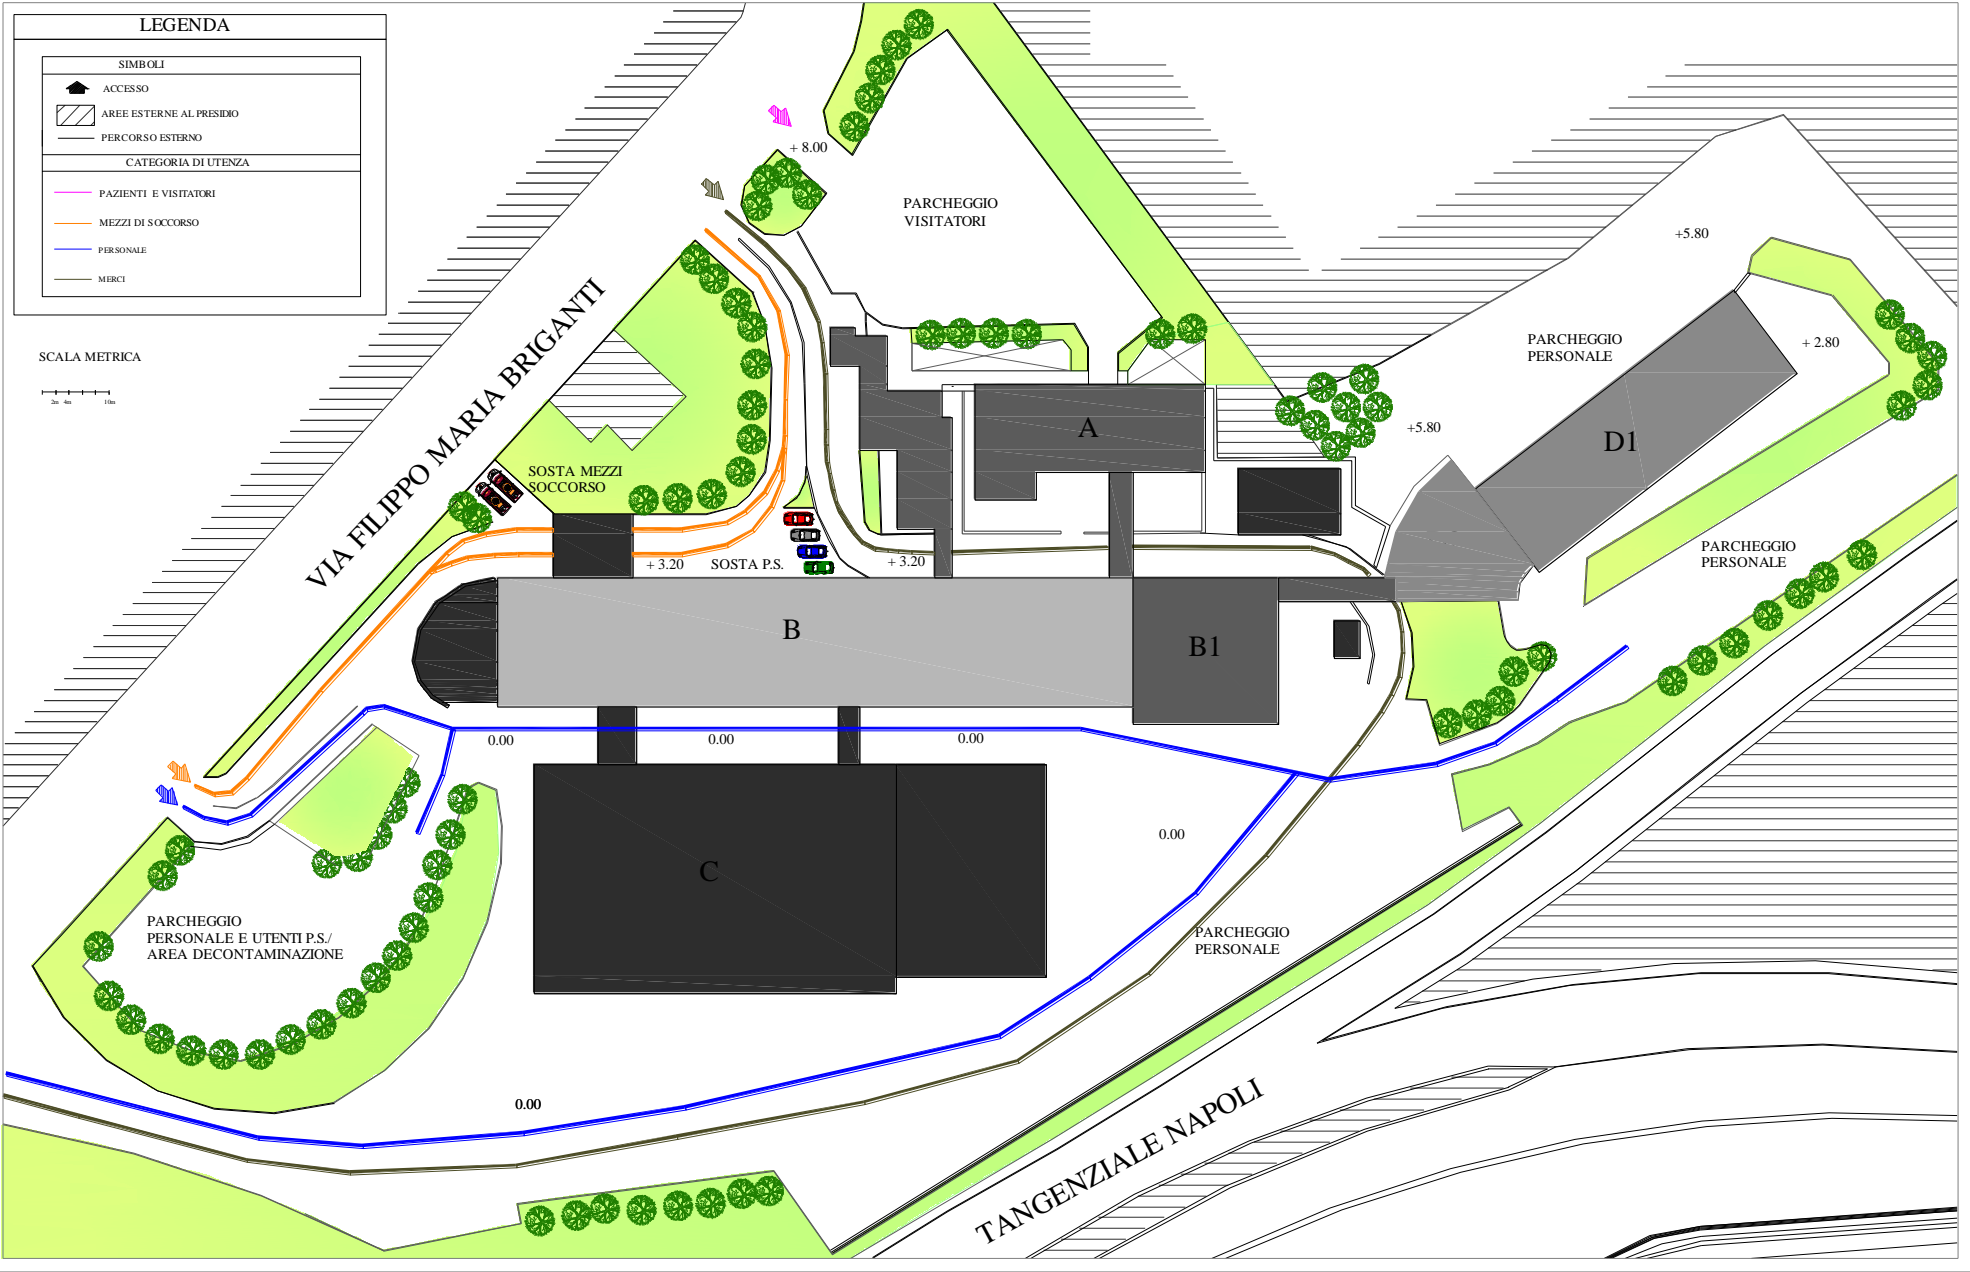 LEGENDA
SIMBOLI
ACCESSO
AREE ESTERNE AL PRESIDIO
PERCORSO ESTERNO
CATEGORIA DI UTENZA
PAZIENTI E VISITATORI
MEZZI DI SOCCORSO
PERSONALE
MERCI
SCALA METRICA
2m 4m 10m
VIA FILIPPO MARIA BRIGANTI
+ 8.00
PARCHEGGIO
VISITATORI
+5.80
PARCHEGGIO
PERSONALE
+ 2.80
+5.80
D1
A
SOSTA MEZZI
SOCCORSO
+ 3.20
SOSTA P.S.
+ 3.20
PARCHEGGIO
PERSONALE
B
B1
0.00
0.00
0.00
0.00
C
PARCHEGGIO
PERSONALE E UTENTI P.S./
AREA DECONTAMINAZIONE
PARCHEGGIO
PERSONALE
0.00
TANGENZIALE NAPOLI